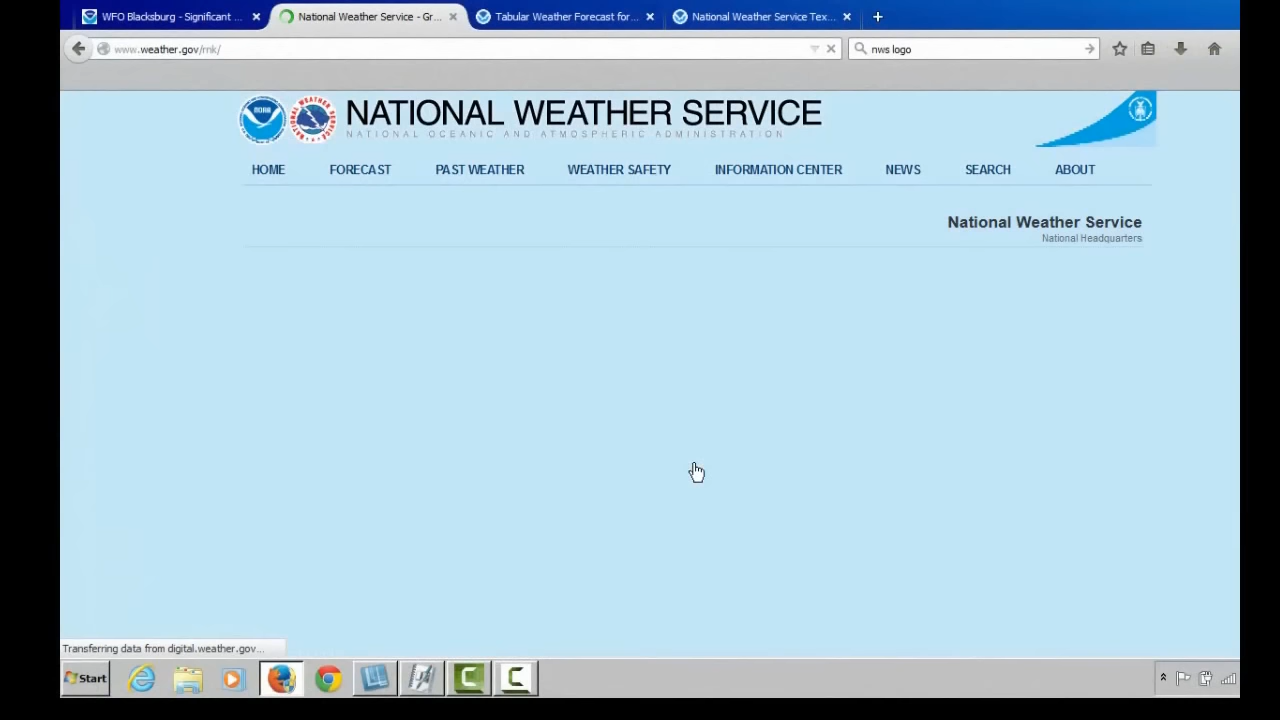 WFO Blacksburg - Significant ...
National Weather Service - Gr...
Tabular Weather Forecast for...
National Weather Service Tex...
www.weather.gov/rnk/
nws logo
NATIONAL WEATHER SERVICE
NATIONAL OCEANIC AND ATMOSPHERIC ADMINISTRATION
HOME FORECAST PAST WEATHER WEATHER SAFETY INFORMATION CENTER NEWS SEARCH ABOUT
National Weather Service
National Headquarters
Transferring data from digital.weather.gov...
Start